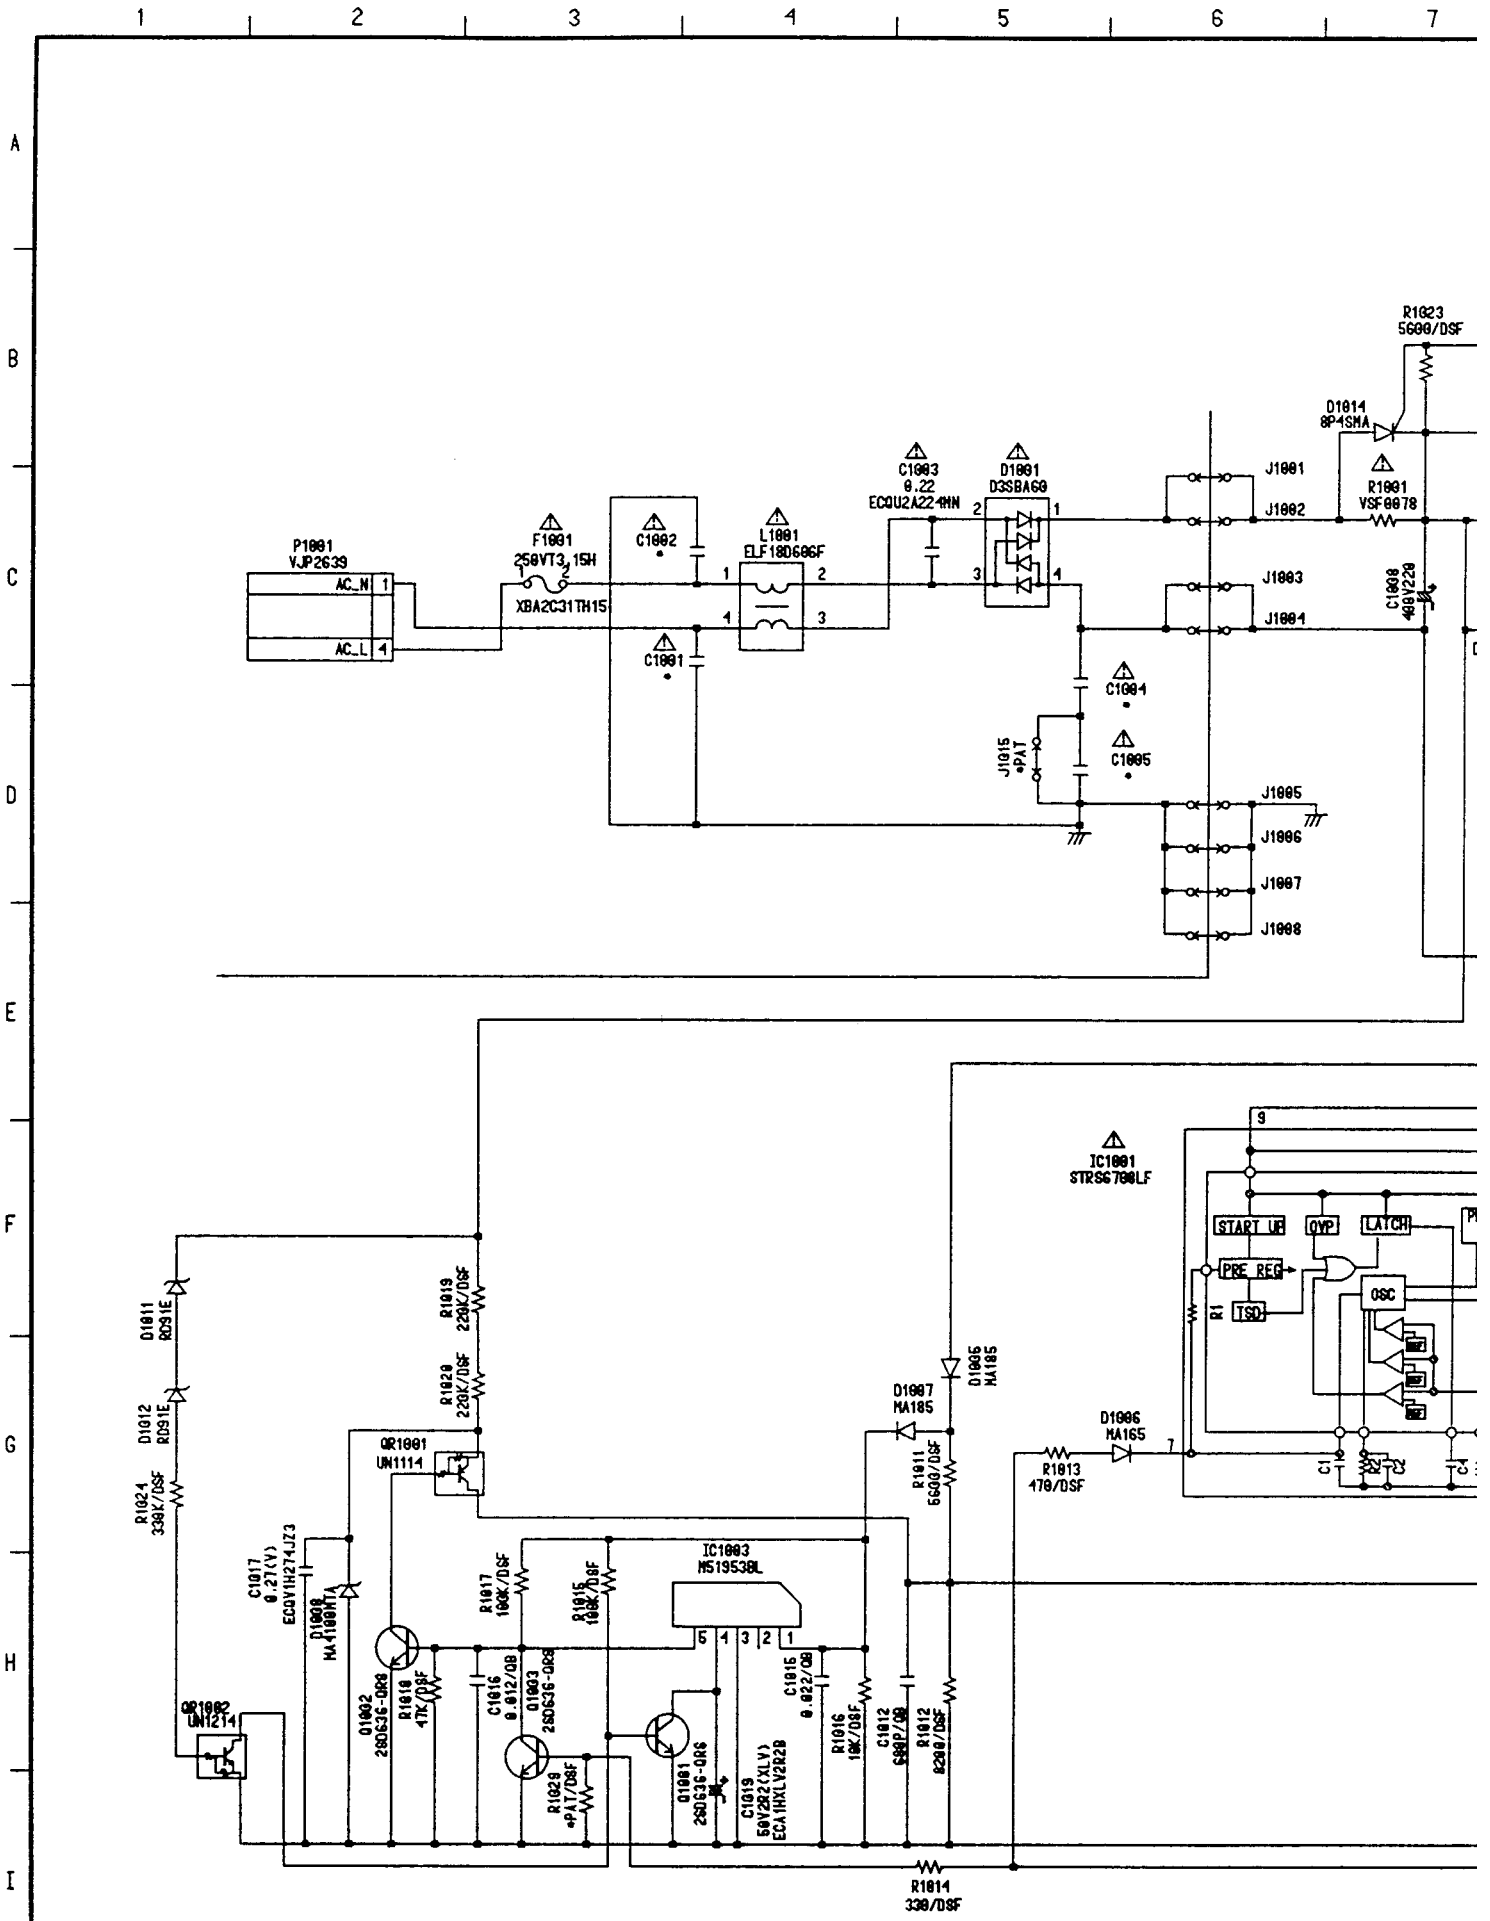 1 2 3 4 5 6 7
A
B
C
D
E
F
G
H
I
R1023
5600/DSF
D1014
8P4SMA
R1001
VSF0078
C1008
400V220
J1001
J1002
J1003
J1004
J1005
J1006
J1007
J1008
C1003
0.22
ECQU2A224MN
D1001
D3SBA60
2
1
3
4
P1001
VJP2639
AC_N 1
AC_L 4
F1001
250VT3.15H
1
2
XBA2C31TH15
C1002
*
L1001
ELF18D606F
1
2
4
3
C1001
*
C1004
*
C1005
*
J1015
*PAT
IC1001
STRS6708LF
9
START UP
OVP
LATCH
PRE REG
OSC
R1
TSD
C1
R2
C2
C4
7
D1011
RD91E
D1012
RD91E
R1024
330K/DSF
R1019
220K/DSF
R1020
220K/DSF
QR1001
UN1114
D1007
MA185
R1011
5600/DSF
D1006
MA165
R1013
470/DSF
C1017
0.27(V)
ECQV1H274JZ3
D1008
MA4100MTA
R1017
100K/DSF
R1015
100K/DSF
IC1003
M51953BL
5 4 3 2 1
QR1002
UN1214
Q1002
2SD636-QRS
R1018
47K/DSF
C1016
0.012/QB
Q1003
2SD636-QRS
R1029
*PAT/DSF
Q1001
2SD636-QRS
C1019
50V2R2(XLV)
ECA1HXLV2R2B
C1015
0.022/QB
R1016
10K/DSF
C1012
680P/QB
R1012
8200/DSF
R1014
330/DSF